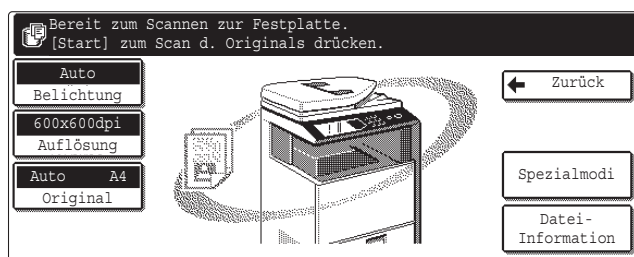 Bereit zum Scannen zur Festplatte.
[Start] zum Scan d. Originals drücken.
Auto
Belichtung
600x600dpi
Auflösung
Auto A4
Original
Zurück
Spezialmodi
Datei-
Information